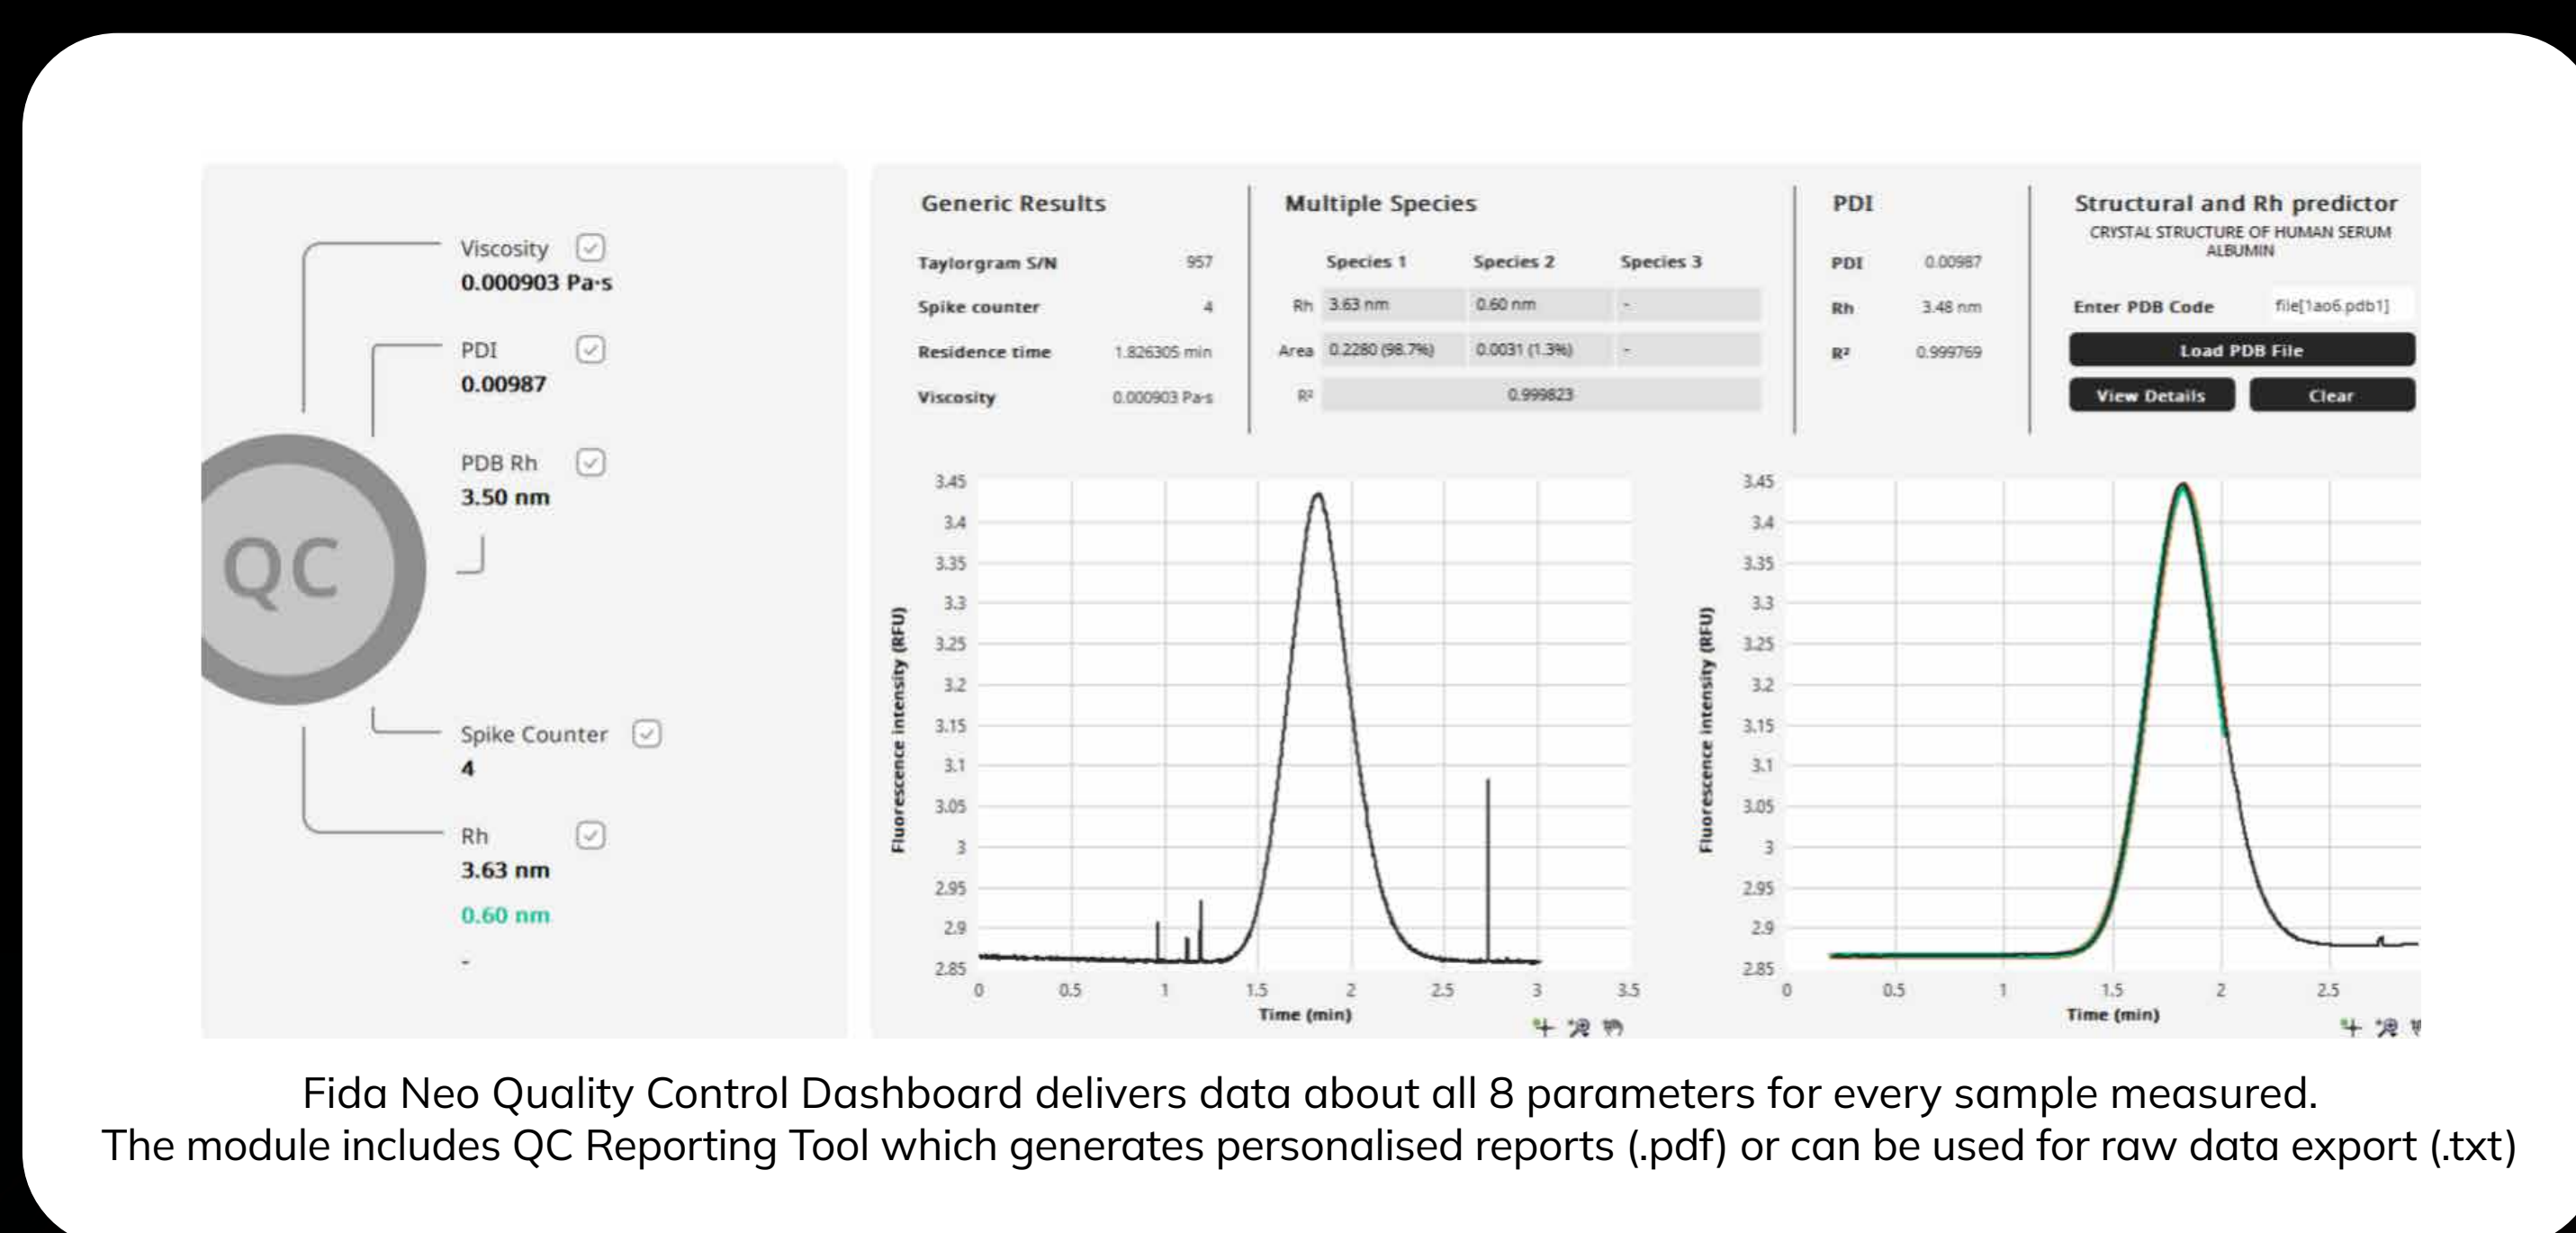 Viscosity
0.000903 Pa·s
PDI
0.00987
PDB Rh
3.50 nm
QC
Spike Counter
4
Rh
3.63 nm
0.60 nm
-
Generic Results
Taylorgram S/N 957
Spike counter 4
Residence time 1.826305 min
Viscosity 0.000903 Pa·s
Multiple Species
Species 1 Species 2 Species 3
Rh 3.63 nm 0.60 nm -
Area 0.2280 (98.7%) 0.0031 (1.3%) -
R² 0.999823
PDI
PDI 0.00987
Rh 3.48 nm
R² 0.999769
Structural and Rh predictor
CRYSTAL STRUCTURE OF HUMAN SERUM
ALBUMIN
Enter PDB Code file[1ao6.pdb1]
Load PDB File
View Details Clear
Fluorescence intensity (RFU)
3.45
3.4
3.35
3.3
3.25
3.2
3.15
3.1
3.05
3
2.95
2.9
2.85
0 0.5 1 1.5 2 2.5 3 3.5
Time (min)
Fluorescence intensity (RFU)
3.45
3.4
3.35
3.3
3.25
3.2
3.15
3.1
3.05
3
2.95
2.9
2.85
0 0.5 1 1.5 2 2.5
Time (min)
Fida Neo Quality Control Dashboard delivers data about all 8 parameters for every sample measured.
The module includes QC Reporting Tool which generates personalised reports (.pdf) or can be used for raw data export (.txt)